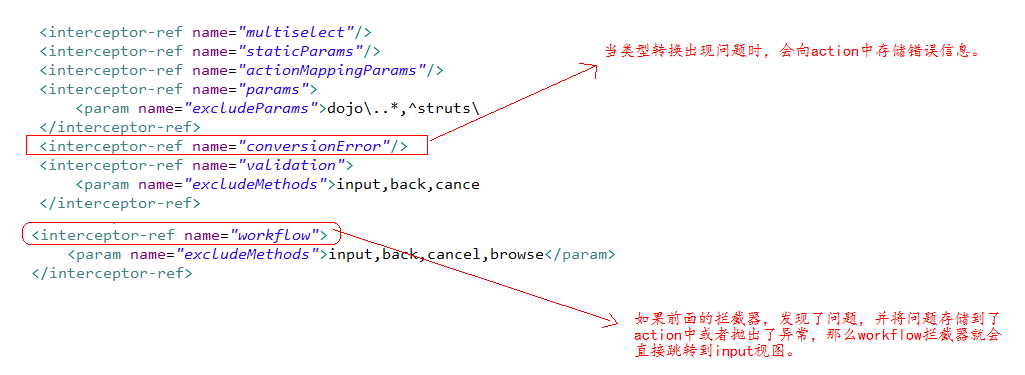 <interceptor-ref name="multiselect"/>
<interceptor-ref name="staticParams"/>
<interceptor-ref name="actionMappingParams"/>
<interceptor-ref name="params">
<param name="excludeParams">dojo\..*,^struts\
</interceptor-ref>
<interceptor-ref name="conversionError"/>
<interceptor-ref name="validation">
<param name="excludeMethods">input,back,cance
</interceptor-ref>
<interceptor-ref name="workflow">
<param name="excludeMethods">input,back,cancel,browse</param>
</interceptor-ref>
当类型转换出现问题时，会向action中存储错误信息。
如果前面的拦截器，发现了问题，并将问题存储到了
action中或者抛出了异常，那么workflow拦截器就会
直接跳转到input视图。